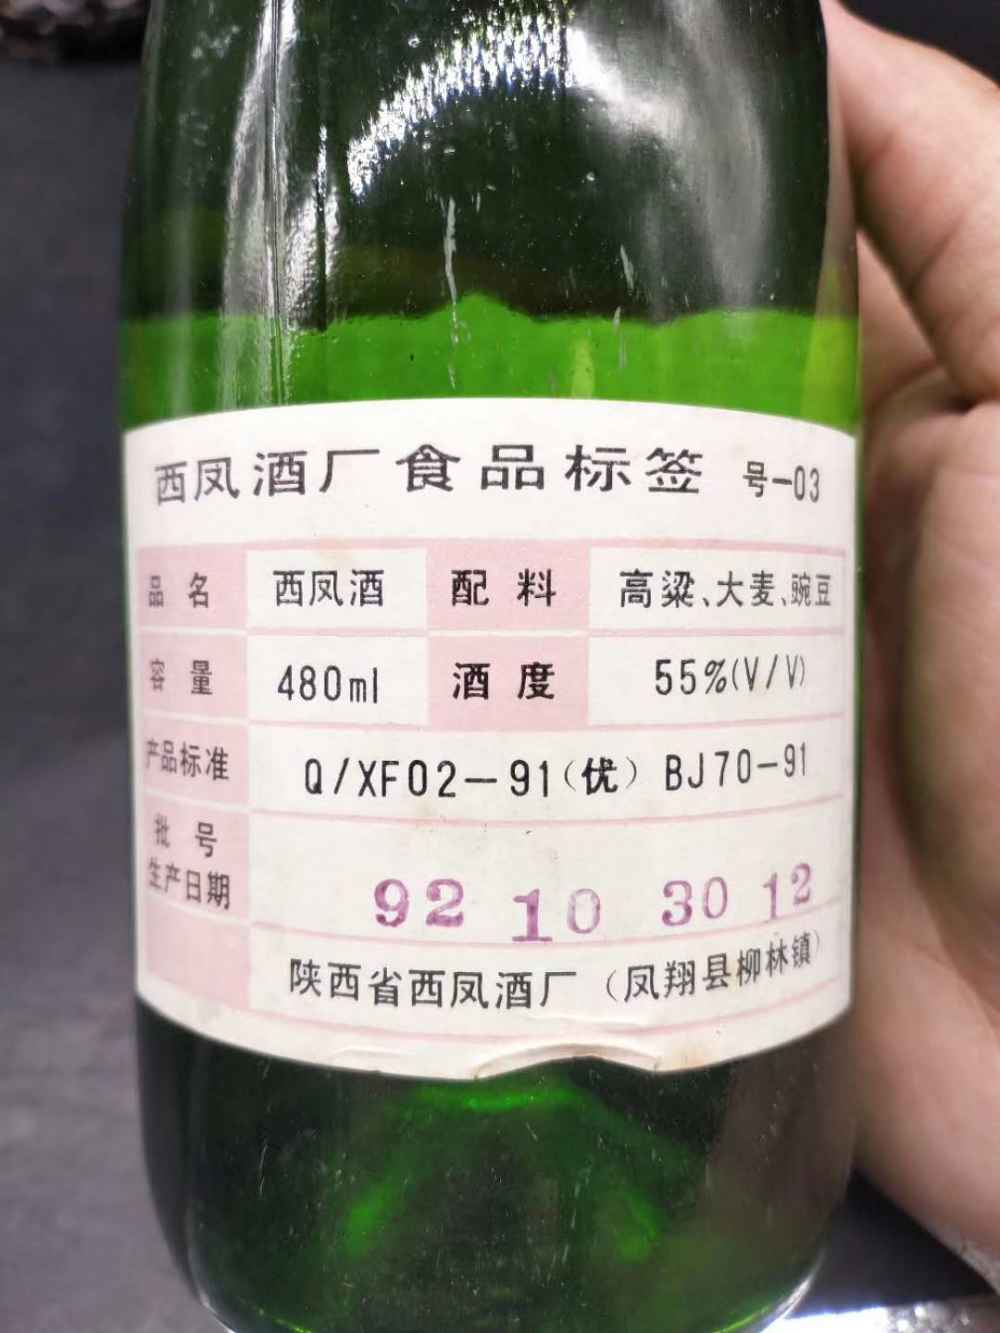 西凤酒厂食品标签 号-03
品名 西凤酒 配料 高粱、大麦、豌豆
容量 480ml 酒度 55%(V/V)
产品标准 Q/XF02-91(优) BJ70-91
批号
生产日期 92 10 30 12
陕西省西凤酒厂（凤翔县柳林镇）